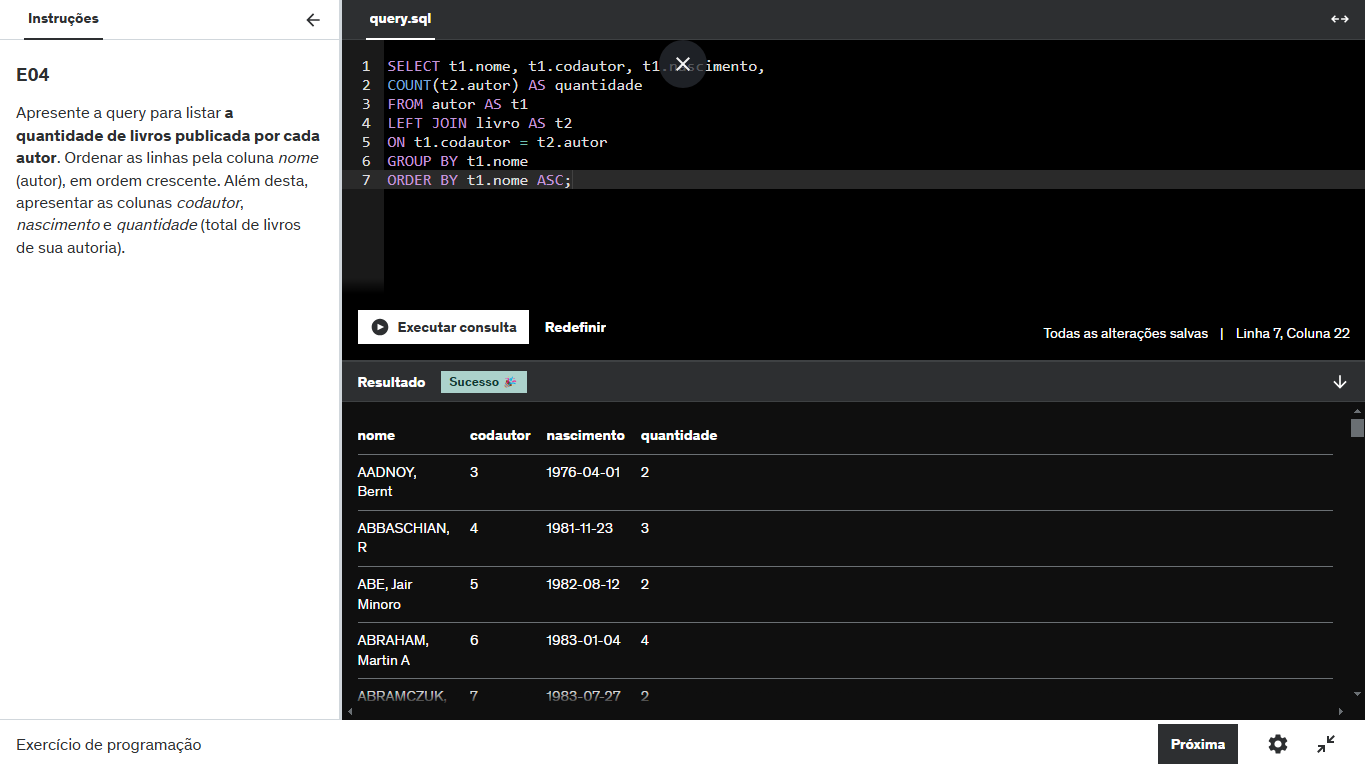 Instruções
E04
Apresente a query para listar a
quantidade de livros publicada por cada
autor. Ordenar as linhas pela coluna nome
(autor), em ordem crescente. Além desta,
apresentar as colunas codautor,
nascimento e quantidade (total de livros
de sua autoria).
query.sql
1 SELECT t1.nome, t1.codautor, t1.nascimento,
2 COUNT(t2.autor) AS quantidade
3 FROM autor AS t1
4 LEFT JOIN livro AS t2
5 ON t1.codautor = t2.autor
6 GROUP BY t1.nome
7 ORDER BY t1.nome ASC;
Executar consulta Redefinir
Todas as alterações salvas | Linha 7, Coluna 22
Resultado Sucesso 🎉
nome codautor nascimento quantidade
AADNOY, 3 1976-04-01 2
Bernt
ABBASCHIAN, 4 1981-11-23 3
R
ABE, Jair 5 1982-08-12 2
Minoro
ABRAHAM, 6 1983-01-04 4
Martin A
ABRAMCZUK, 7 1983-07-27 2
Exercício de programação
Próxima